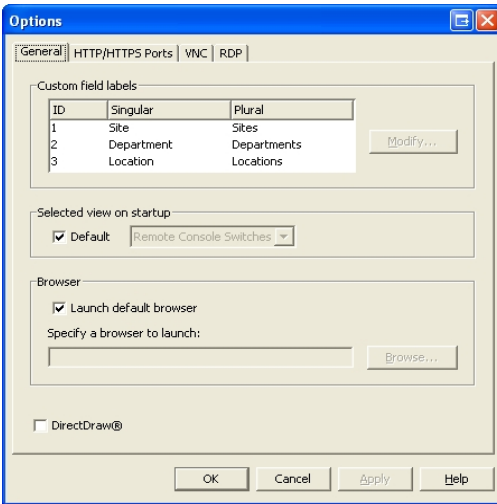 Options
General HTTP/HTTPS Ports VNC RDP
Custom field labels
ID Singular Plural
1 Site Sites
2 Department Departments
3 Location Locations
Modify...
Selected view on startup
Default Remote Console Switches
Browser
Launch default browser
Specify a browser to launch:
Browse...
DirectDraw®
OK Cancel Apply Help